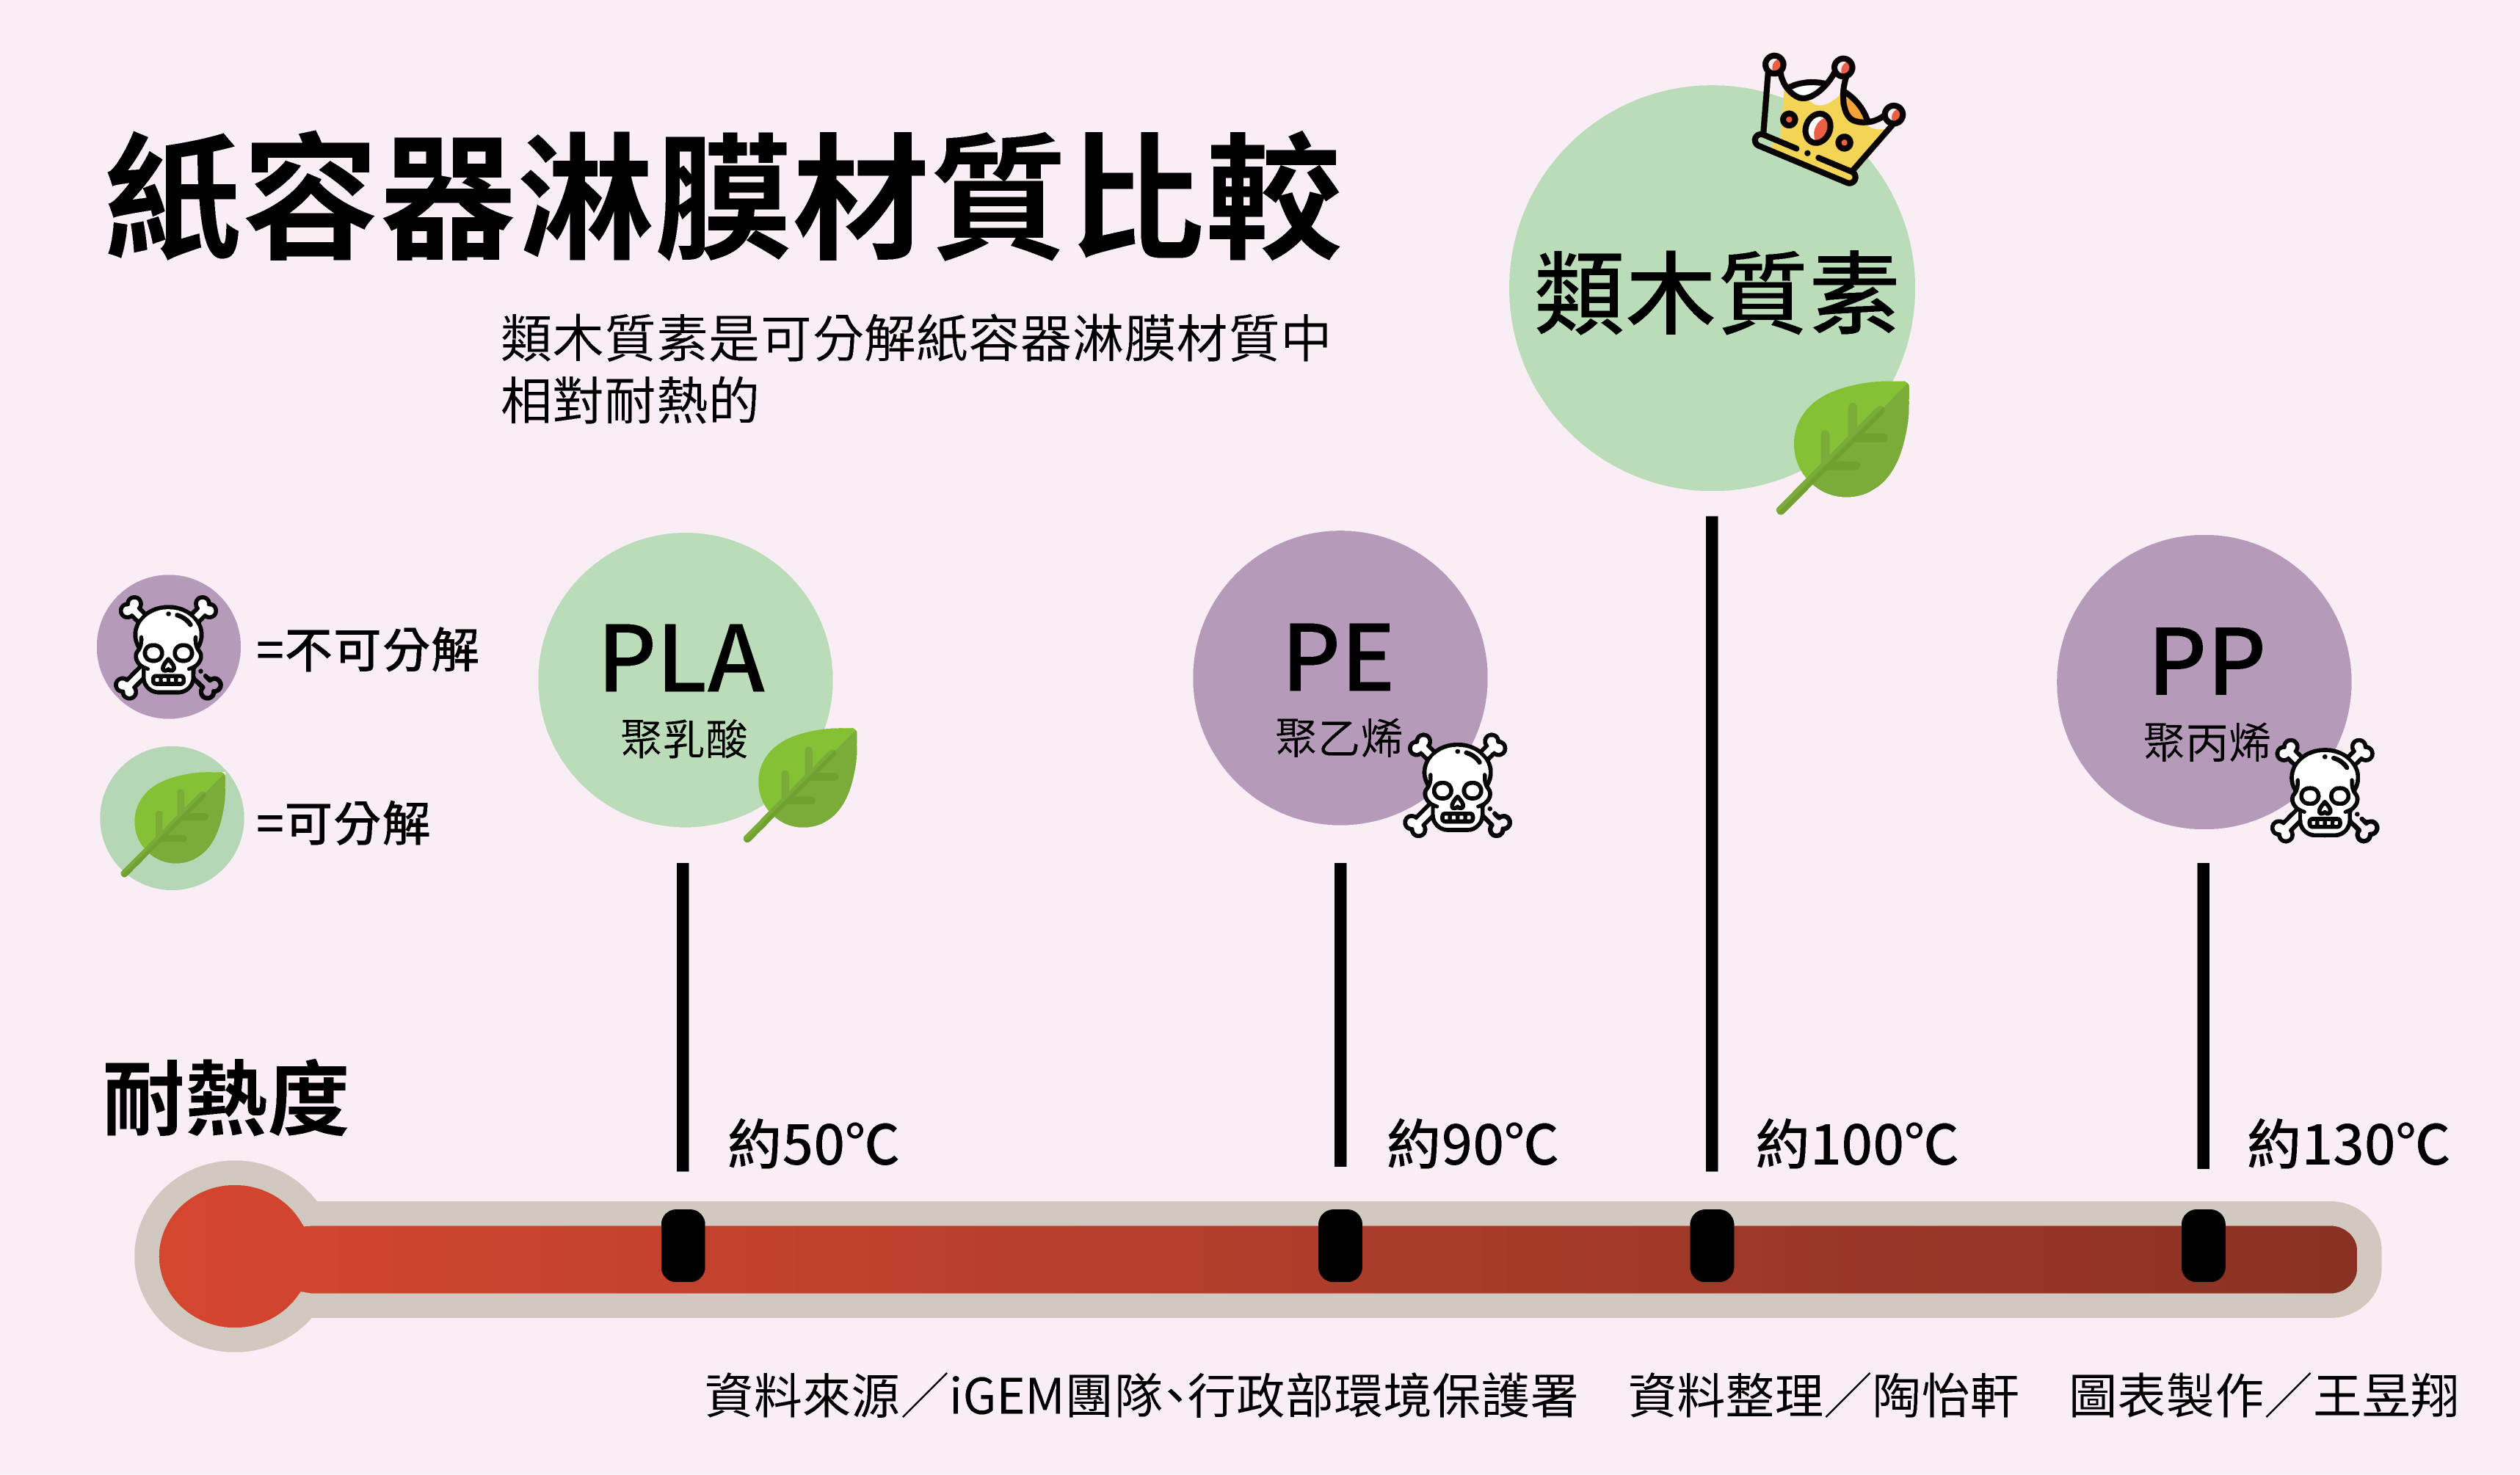 紙容器淋膜材質比較
類木質素是可分解紙容器淋膜材質中
相對耐熱的
類木質素
=不可分解
=可分解
PLA
聚乳酸
PE
聚乙烯
PP
聚丙烯
耐熱度
約50°C
約90°C
約100°C
約130°C
資料來源／iGEM團隊、行政部環境保護署 資料整理／陶怡軒 圖表製作／王昱翔